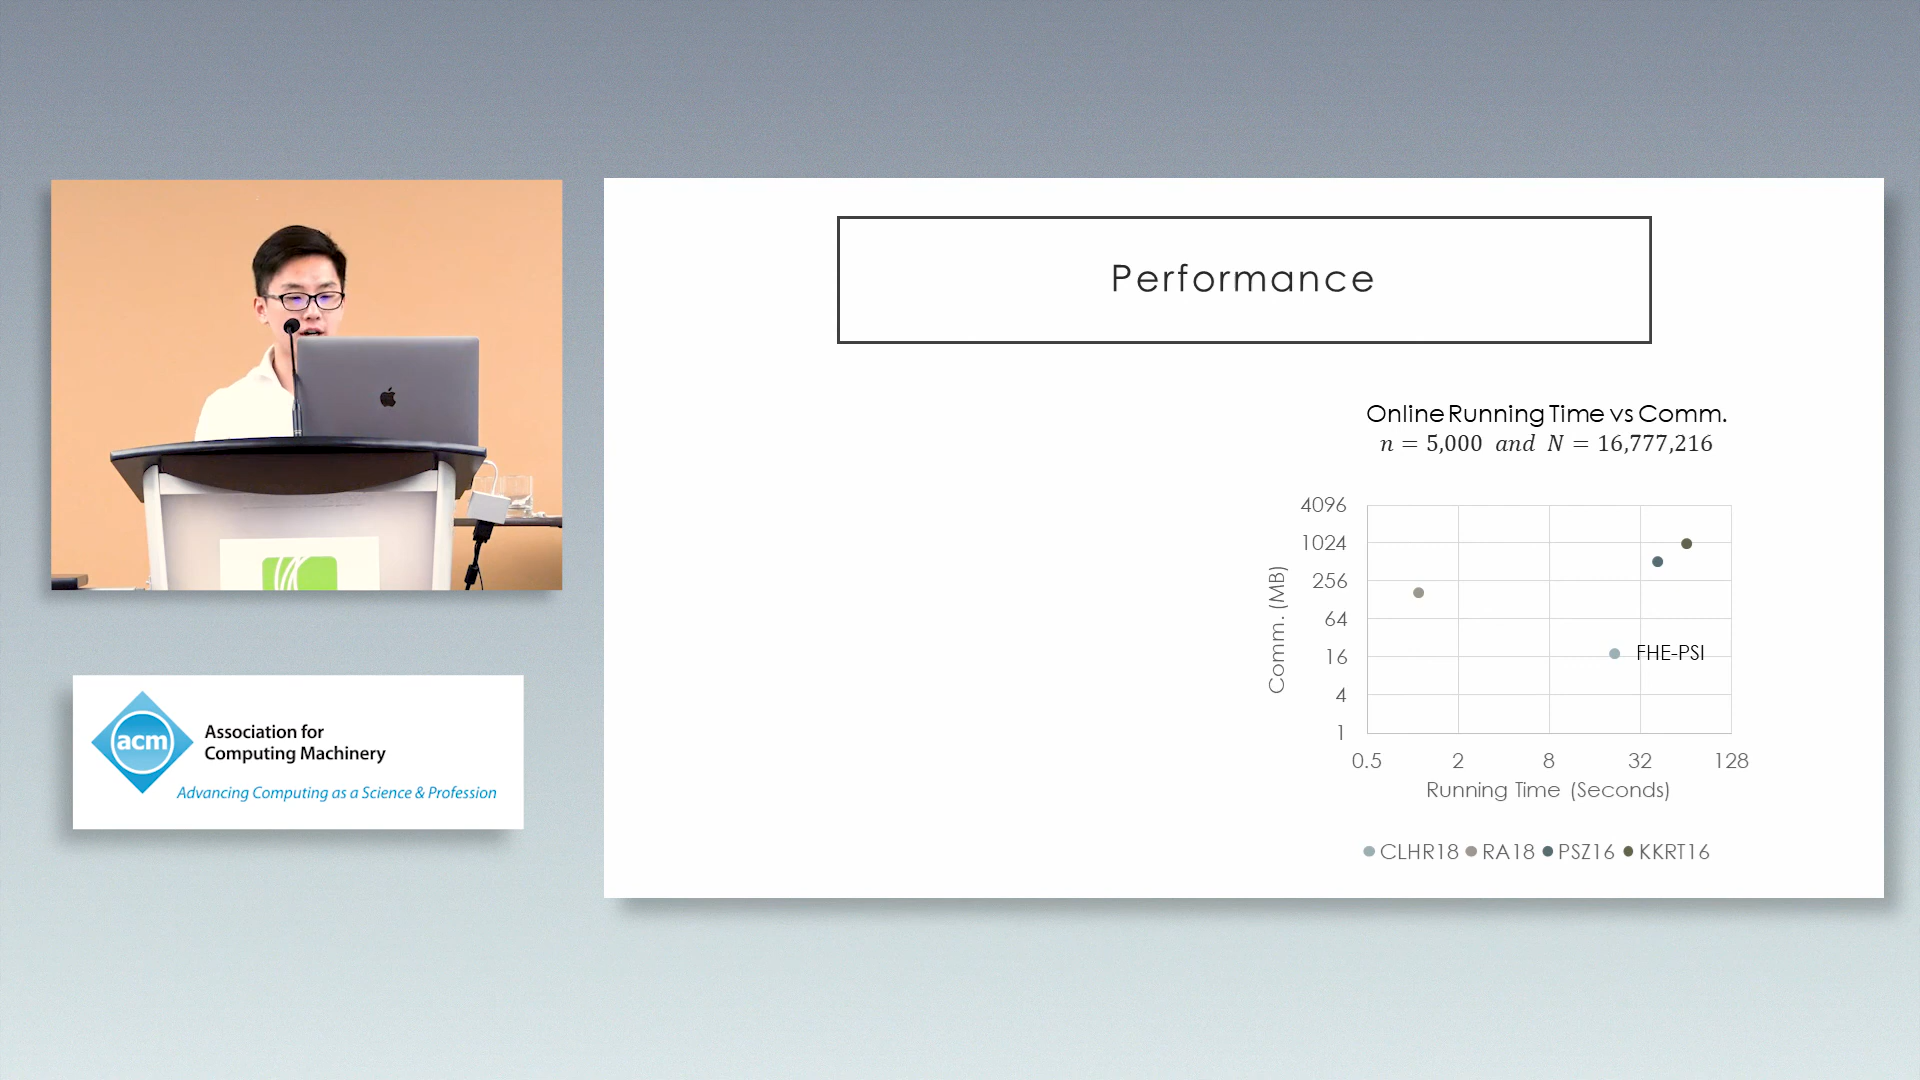 Performance
Online Running Time vs Comm.
n = 5,000 and N = 16,777,216
4096
1024
256
64
16
4
1
Comm. (MB)
FHE-PSI
0.5 2 8 32 128
Running Time (Seconds)
CLHR18 RA18 PSZ16 KKRT16
acm
Association for
Computing Machinery
Advancing Computing as a Science & Profession